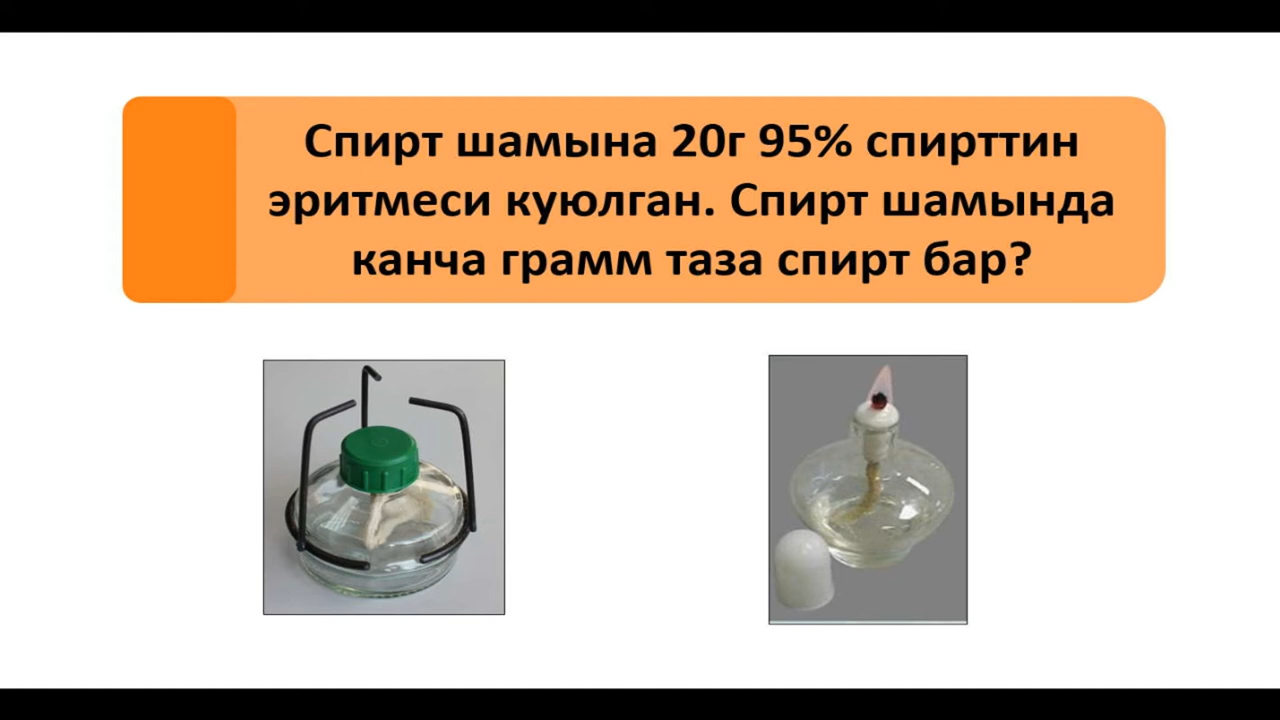 Спирт шамына 20г 95% спирттин
эритмеси куюлган. Спирт шамында
канча грамм таза спирт бар?